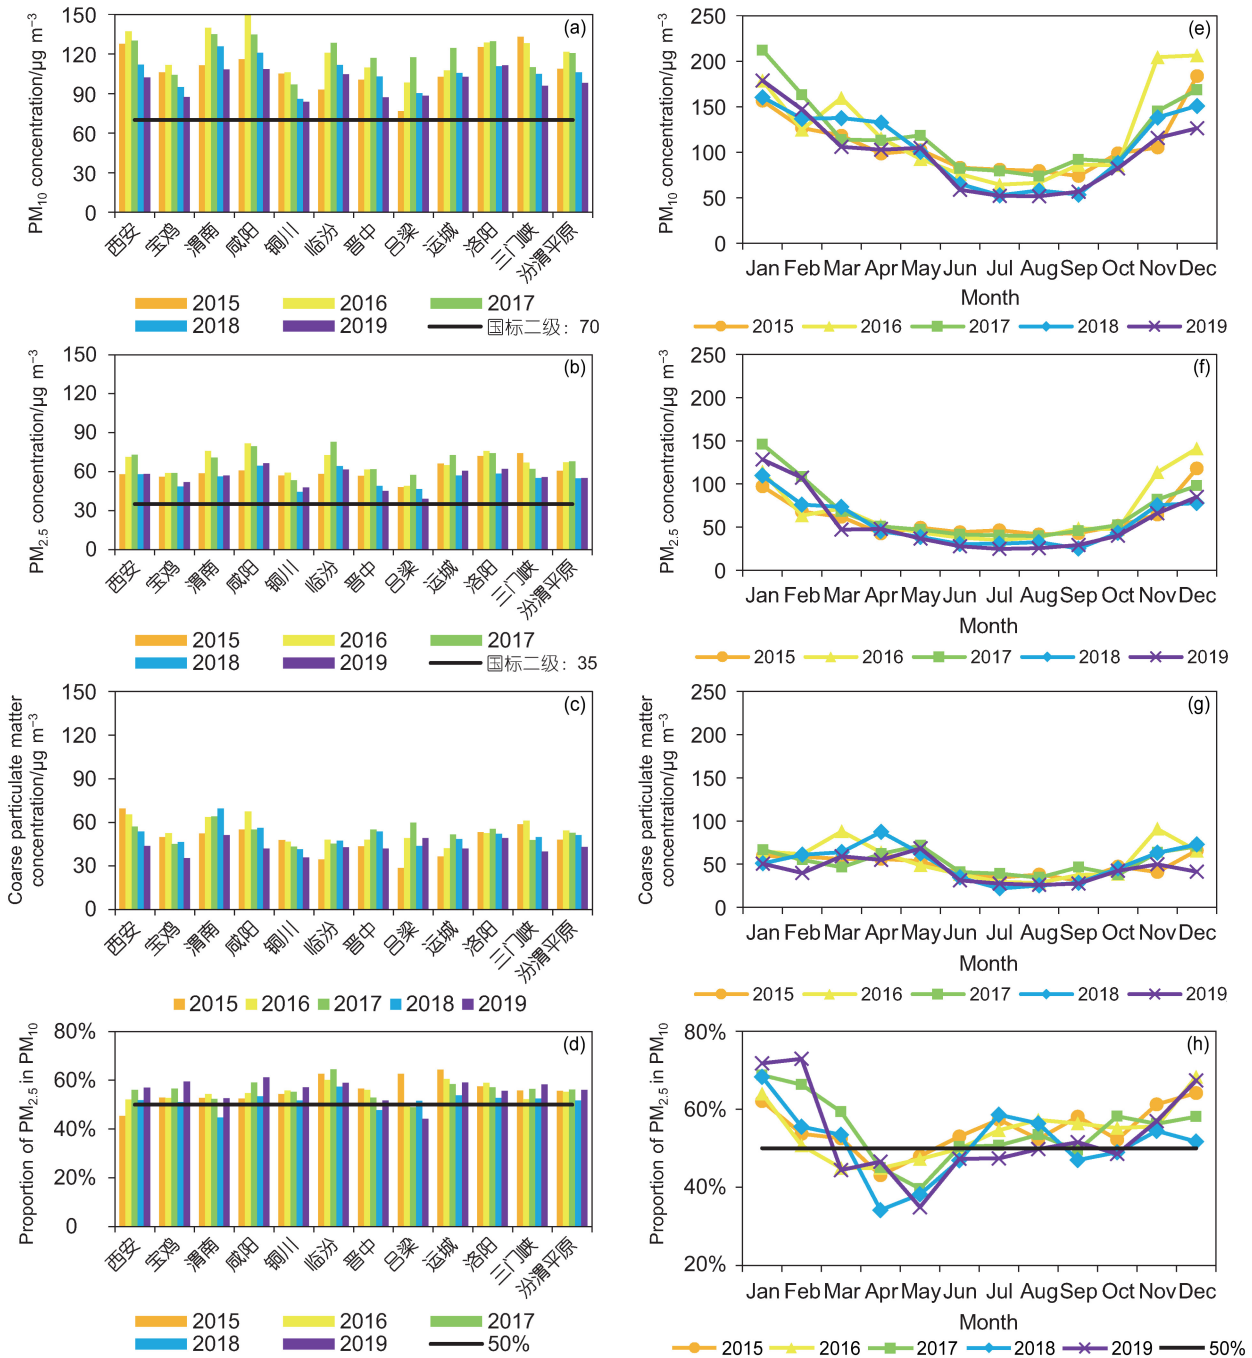 (a)
PM10 concentration/μg m−3
150
120
90
60
30
0
西安 宝鸡 渭南 咸阳 铜川 临汾 晋中 吕梁 运城 洛阳 三门峡 汾渭平原
2015 2016 2017
2018 2019 国标二级：70
(e)
PM10 concentration/μg m−3
250
200
150
100
50
0
Jan Feb Mar Apr May Jun Jul Aug Sep Oct Nov Dec
Month
2015 2016 2017 2018 2019
(b)
PM2.5 concentration/μg m−3
150
120
90
60
30
0
西安 宝鸡 渭南 咸阳 铜川 临汾 晋中 吕梁 运城 洛阳 三门峡 汾渭平原
2015 2016 2017
2018 2019 国标二级：35
(f)
PM2.5 concentration/μg m−3
250
200
150
100
50
0
Jan Feb Mar Apr May Jun Jul Aug Sep Oct Nov Dec
Month
2015 2016 2017 2018 2019
(c)
Coarse particulate matter
concentration/μg m−3
150
120
90
60
30
0
西安 宝鸡 渭南 咸阳 铜川 临汾 晋中 吕梁 运城 洛阳 三门峡 汾渭平原
2015 2016 2017 2018 2019
(g)
Coarse particulate matter
concentration/μg m−3
250
200
150
100
50
0
Jan Feb Mar Apr May Jun Jul Aug Sep Oct Nov Dec
Month
2015 2016 2017 2018 2019
(d)
Proportion of PM2.5 in PM10
80%
60%
40%
20%
0
西安 宝鸡 渭南 咸阳 铜川 临汾 晋中 吕梁 运城 洛阳 三门峡 汾渭平原
2015 2016 2017
2018 2019 50%
(h)
Proportion of PM2.5 in PM10
80%
60%
40%
20%
Jan Feb Mar Apr May Jun Jul Aug Sep Oct Nov Dec
Month
2015 2016 2017 2018 2019 50%